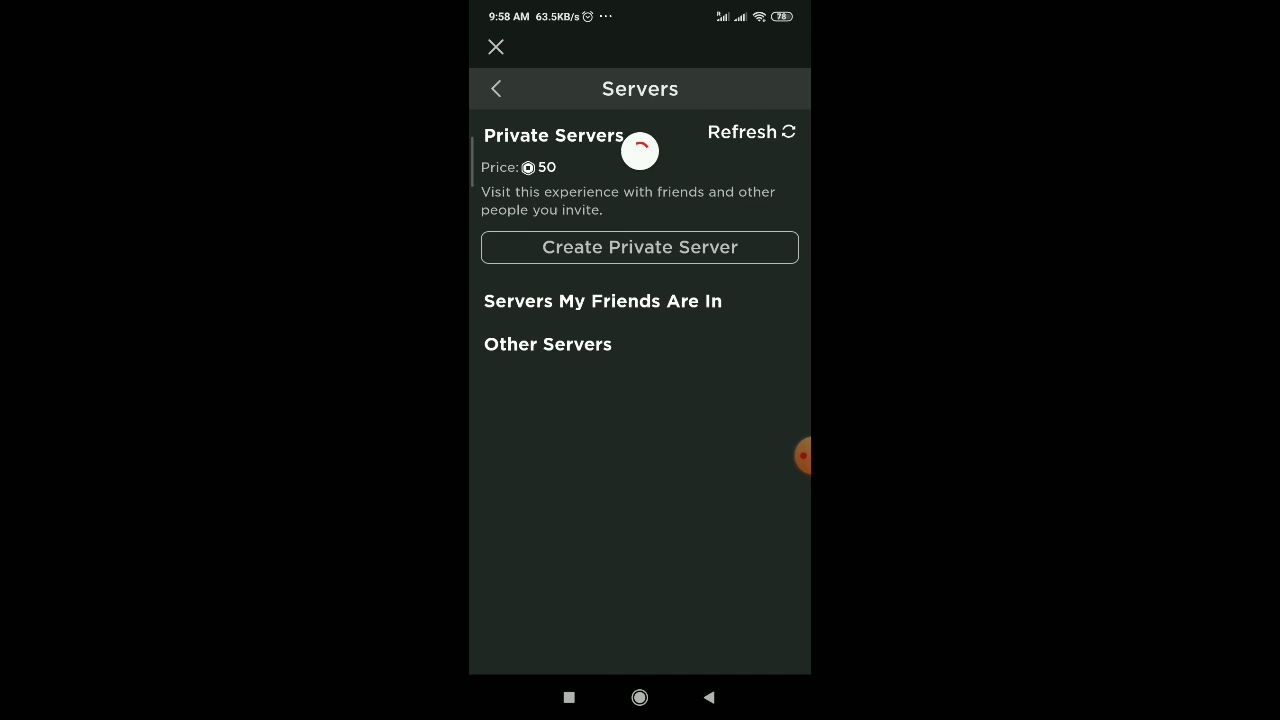 9:58 AM 63.5KB/s ... R 78
Servers
Private Servers
Refresh
Price: 50
Visit this experience with friends and other
people you invite.
Create Private Server
Servers My Friends Are In
Other Servers